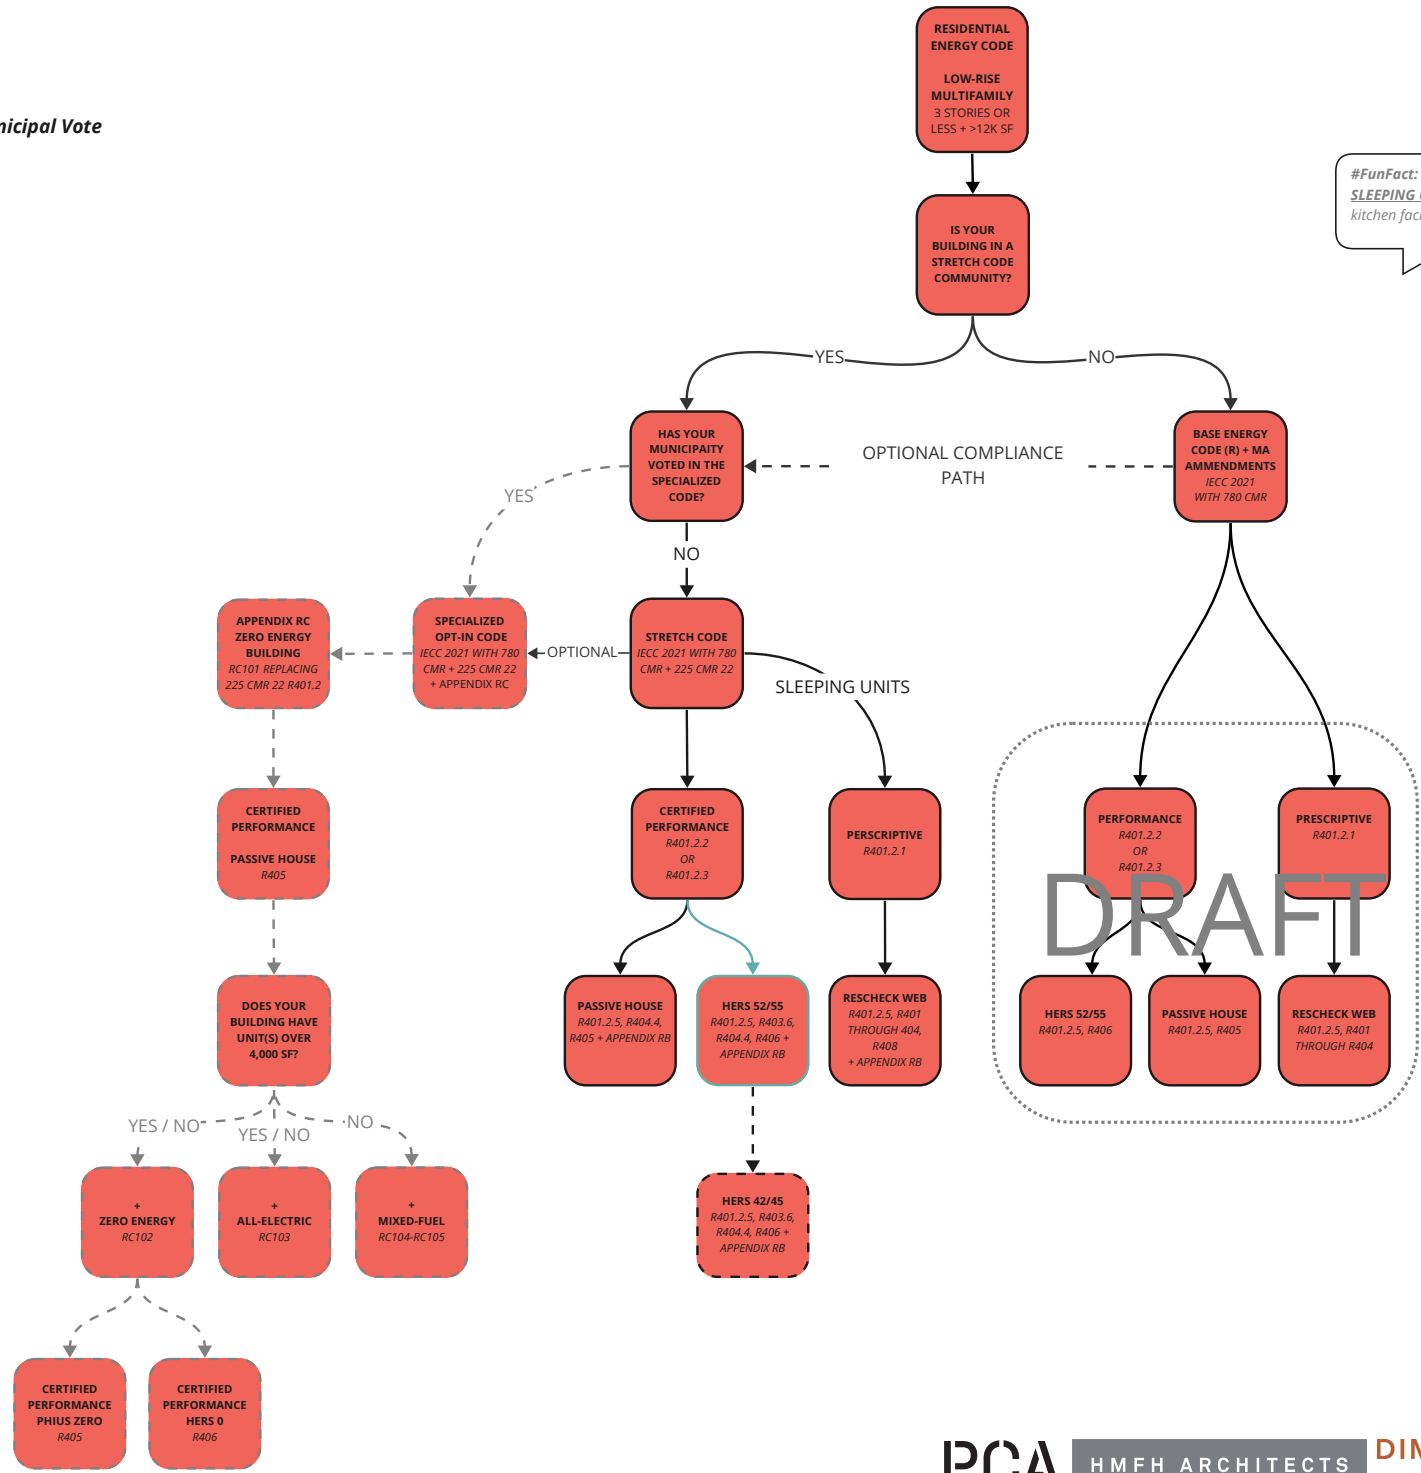 RESIDENTIAL
ENERGY CODE
LOW-RISE
MULTIFAMILY
3 STORIES OR
LESS + >12K SF
Vote
#FunFact:
SLEEPING
kitchen
IS YOUR
BUILDING IN A
STRETCH CODE
COMMUNITY?
YES
NO
HAS YOUR
MUNICIPAITY
VOTED IN THE
SPECIALIZED
CODE?
OPTIONAL COMPLIANCE
PATH
BASE ENERGY
CODE (R) + MA
AMMENDMENTS
IECC 2021
WITH 780 CMR
YES
NO
APPENDIX RC
ZERO ENERGY
BUILDING
RC101 REPLACING
225 CMR 22 R401.2
SPECIALIZED
OPT-IN CODE
IECC 2021 WITH 780
CMR + 225 CMR 22
+ APPENDIX RC
OPTIONAL
STRETCH CODE
IECC 2021 WITH 780
CMR + 225 CMR 22
SLEEPING UNITS
CERTIFIED
PERFORMANCE
PASSIVE HOUSE
R405
CERTIFIED
PERFORMANCE
R401.2.2
OR
R401.2.3
PERSCRIPTIVE
R401.2.1
PERFORMANCE
R401.2.2
OR
R401.2.3
PRESCRIPTIVE
R401.2.1
DRAFT
DOES YOUR
BUILDING HAVE
UNIT(S) OVER
4,000 SF?
PASSIVE HOUSE
R401.2.5, R404.4,
R405 + APPENDIX RB
HERS 52/55
R401.2.5, R403.6,
R404.4, R406 +
APPENDIX RB
RESCHECK WEB
R401.2.5, R401
THROUGH 404,
R408
+ APPENDIX RB
HERS 52/55
R401.2.5, R406
PASSIVE HOUSE
R401.2.5, R405
RESCHECK WEB
R401.2.5, R401
THROUGH R404
YES / NO
YES / NO
NO
+
ZERO ENERGY
RC102
+
ALL-ELECTRIC
RC103
+
MIXED-FUEL
RC104-RC105
HERS 42/45
R401.2.5, R403.6,
R404.4, R406 +
APPENDIX RB
CERTIFIED
PERFORMANCE
PHIUS ZERO
R405
CERTIFIED
PERFORMANCE
HERS 0
R406
PCA
HMFH ARCHITECTS